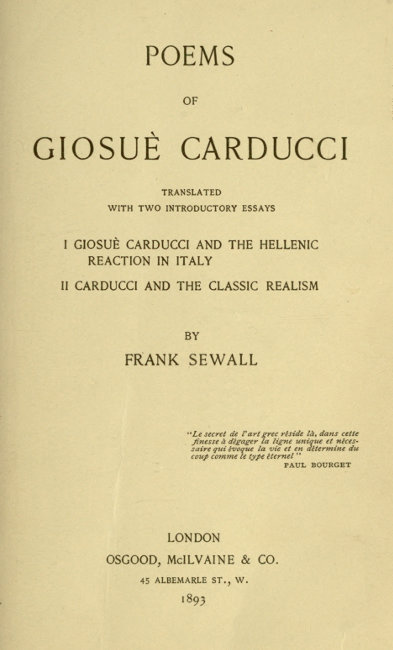 POEMS
OF
GIOSUÈ CARDUCCI
TRANSLATED
WITH TWO INTRODUCTORY ESSAYS
I GIOSUÈ CARDUCCI AND THE HELLENIC
REACTION IN ITALY
II CARDUCCI AND THE CLASSIC REALISM
BY
FRANK SEWALL
“Le secret de l'art grec réside là, dans cette
finesse à dégager la ligne unique et néces-
saire qui évoque la vie et en détermine du
coup comme le type éternel”
PAUL BOURGET
LONDON
OSGOOD, McILVAINE & CO.
45 ALBEMARLE ST., W.
1893